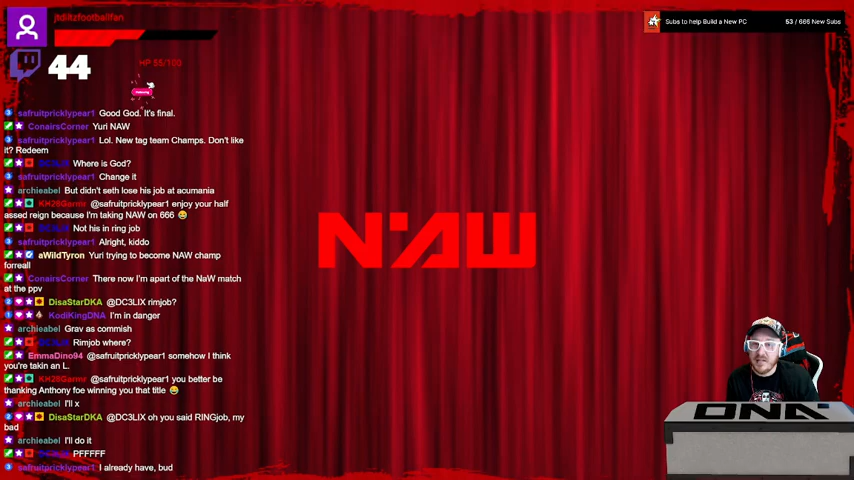 jtdiltzfootballfan
Subs to help Build a New PC
53 / 666 New Subs
44
HP 55/100
safruitpricklypear1 Good God. It's final.
ConairsCorner Yuri NAW
safruitpricklypear1 Lol. New tag team Champs. Don't like
it? Redeem
DC3LIX Where is God?
safruitpricklypear1 Change it
archieabel But didn't seth lose his job at acumania
KH26Germr @safruitpricklypear1 enjoy your half
assed reign because I'm taking NAW on 666 😂
DC3LIX Not his in ring job
safruitpricklypear1 Alright, kiddo
aWildTyron Yuri trying to become NAW champ
forreall
ConairsCorner There now I'm apart of the NaW match
at the ppv
DisaStarDKA @DC3LIX rimjob?
KodiKingDNA I'm in danger
archieabel Grav as commish
DC3LIX Rimjob where?
EmmaDino94 @safruitpricklypear1 somehow I think
you're takin an L.
KH26Germr @safruitpricklypear1 you better be
thanking Anthony foe winning you that title 😂
archieabel I'll x
DisaStarDKA @DC3LIX oh you said RINGjob, my
bad
archieabel I'll do it
DC3LIX PFFFFF
safruitpricklypear1 I already have, bud
NAW
DNA